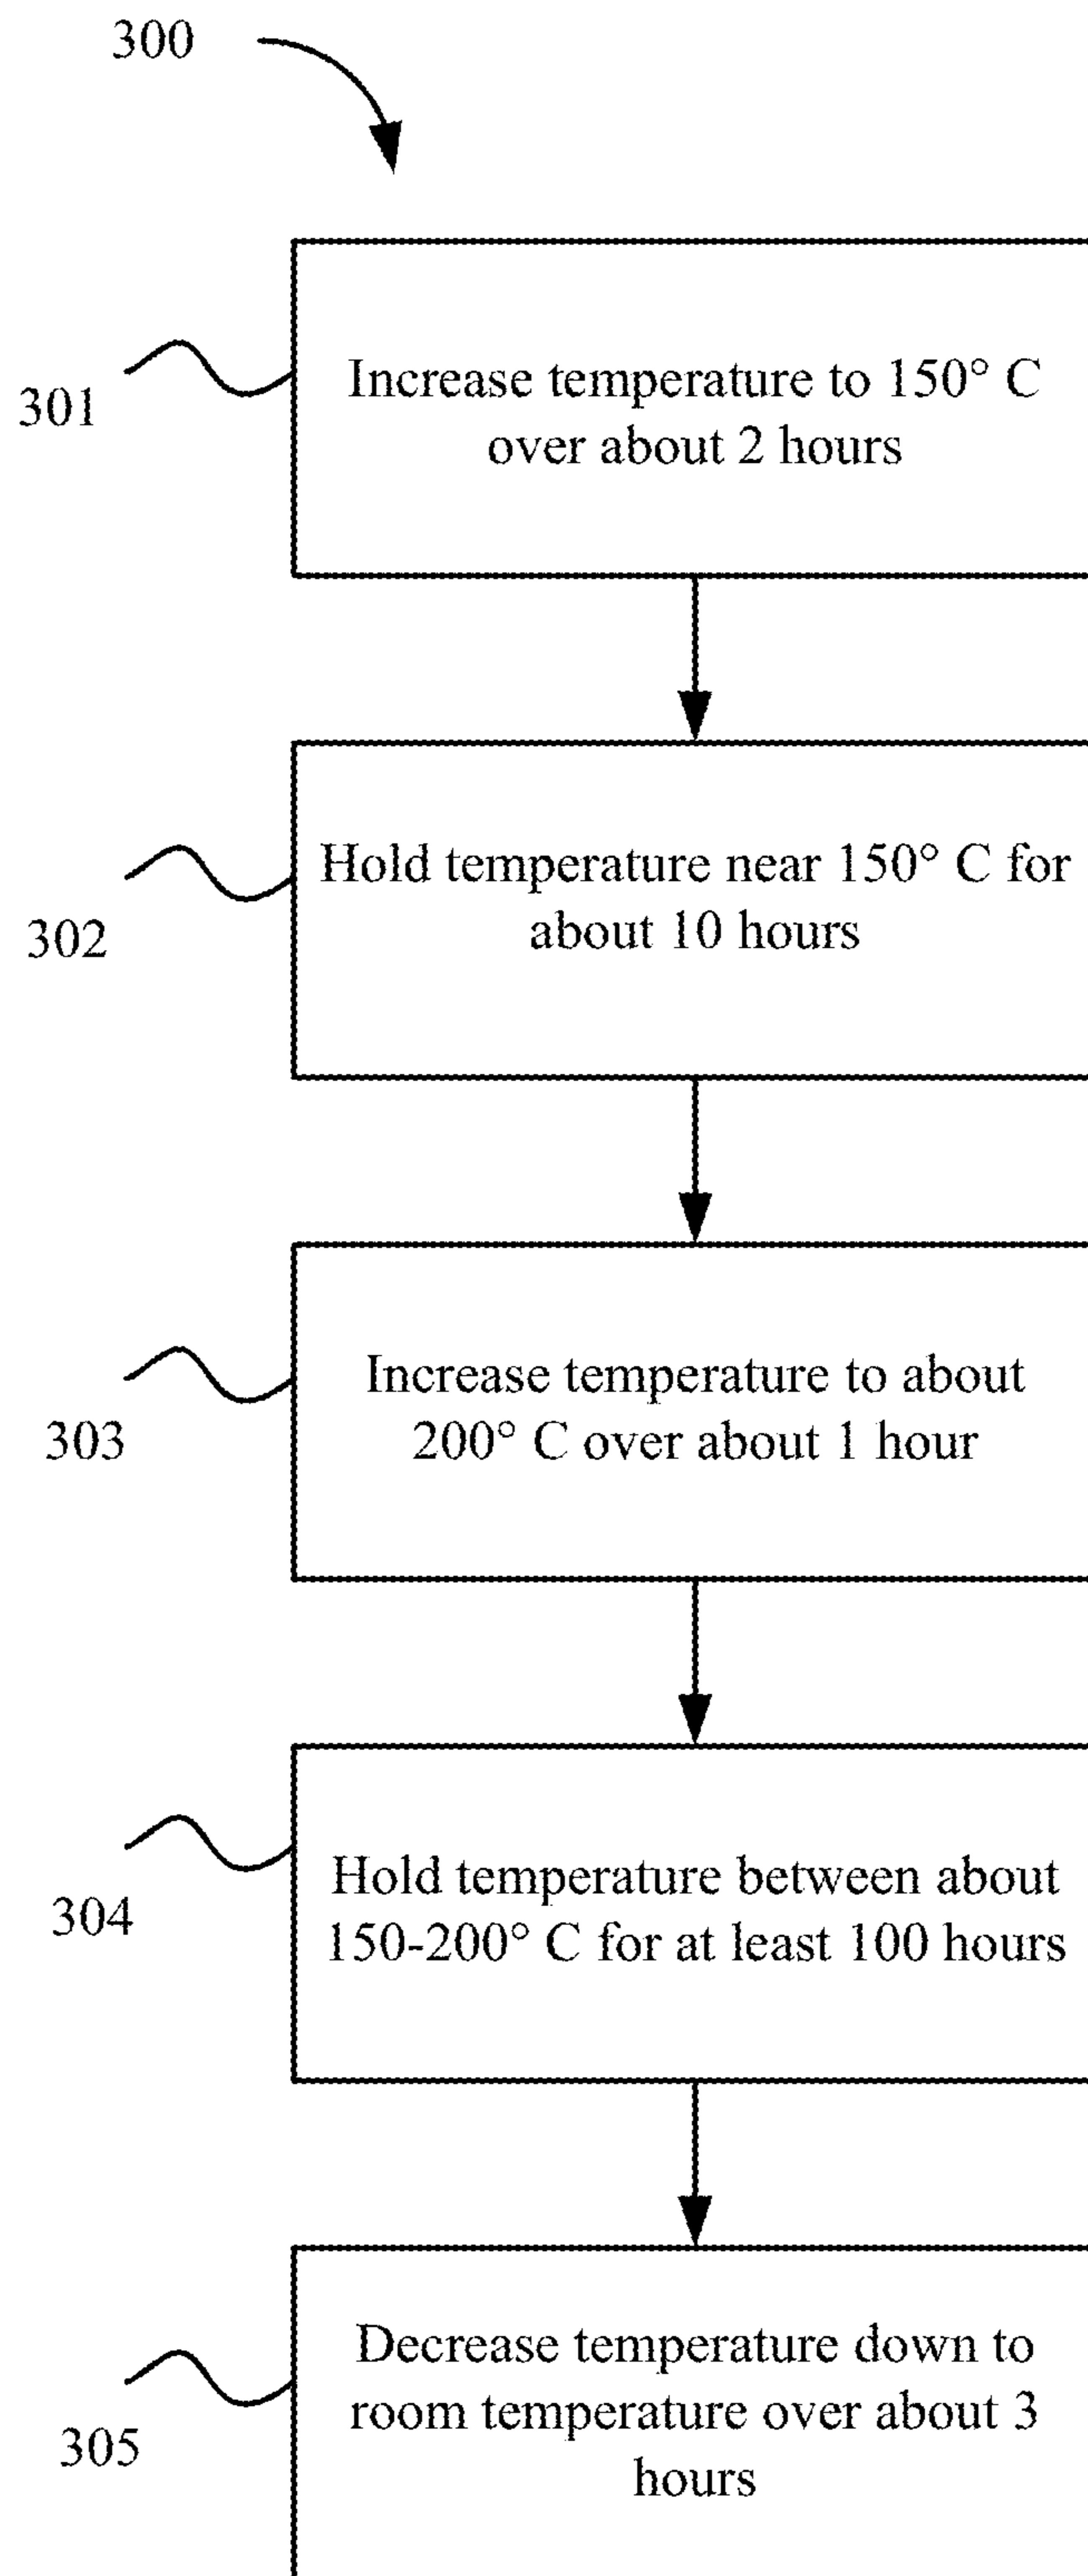 300
301
Increase temperature to 150° C
over about 2 hours
302
Hold temperature near 150° C for
about 10 hours
303
Increase temperature to about
200° C over about 1 hour
304
Hold temperature between about
150-200° C for at least 100 hours
305
Decrease temperature down to
room temperature over about 3
hours